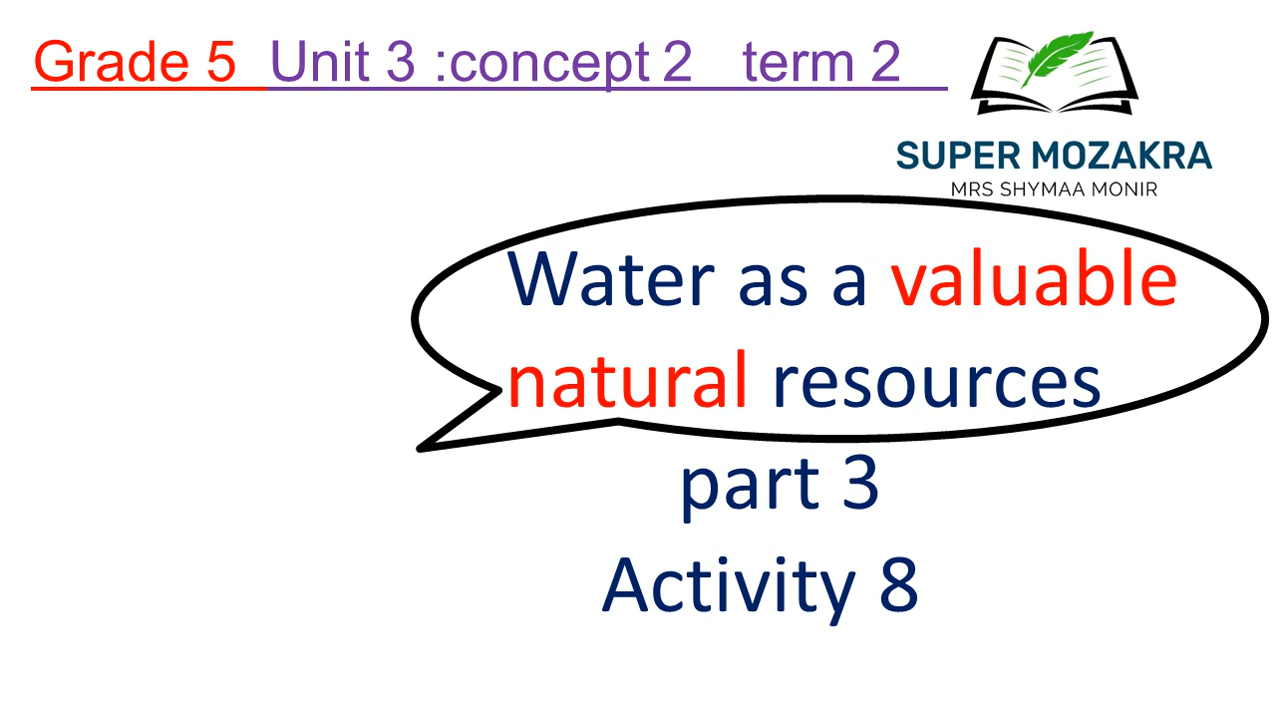 Grade 5 Unit 3 :concept 2 term 2
SUPER MOZAKRA
MRS SHYMAA MONIR
Water as a valuable
natural resources
part 3
Activity 8